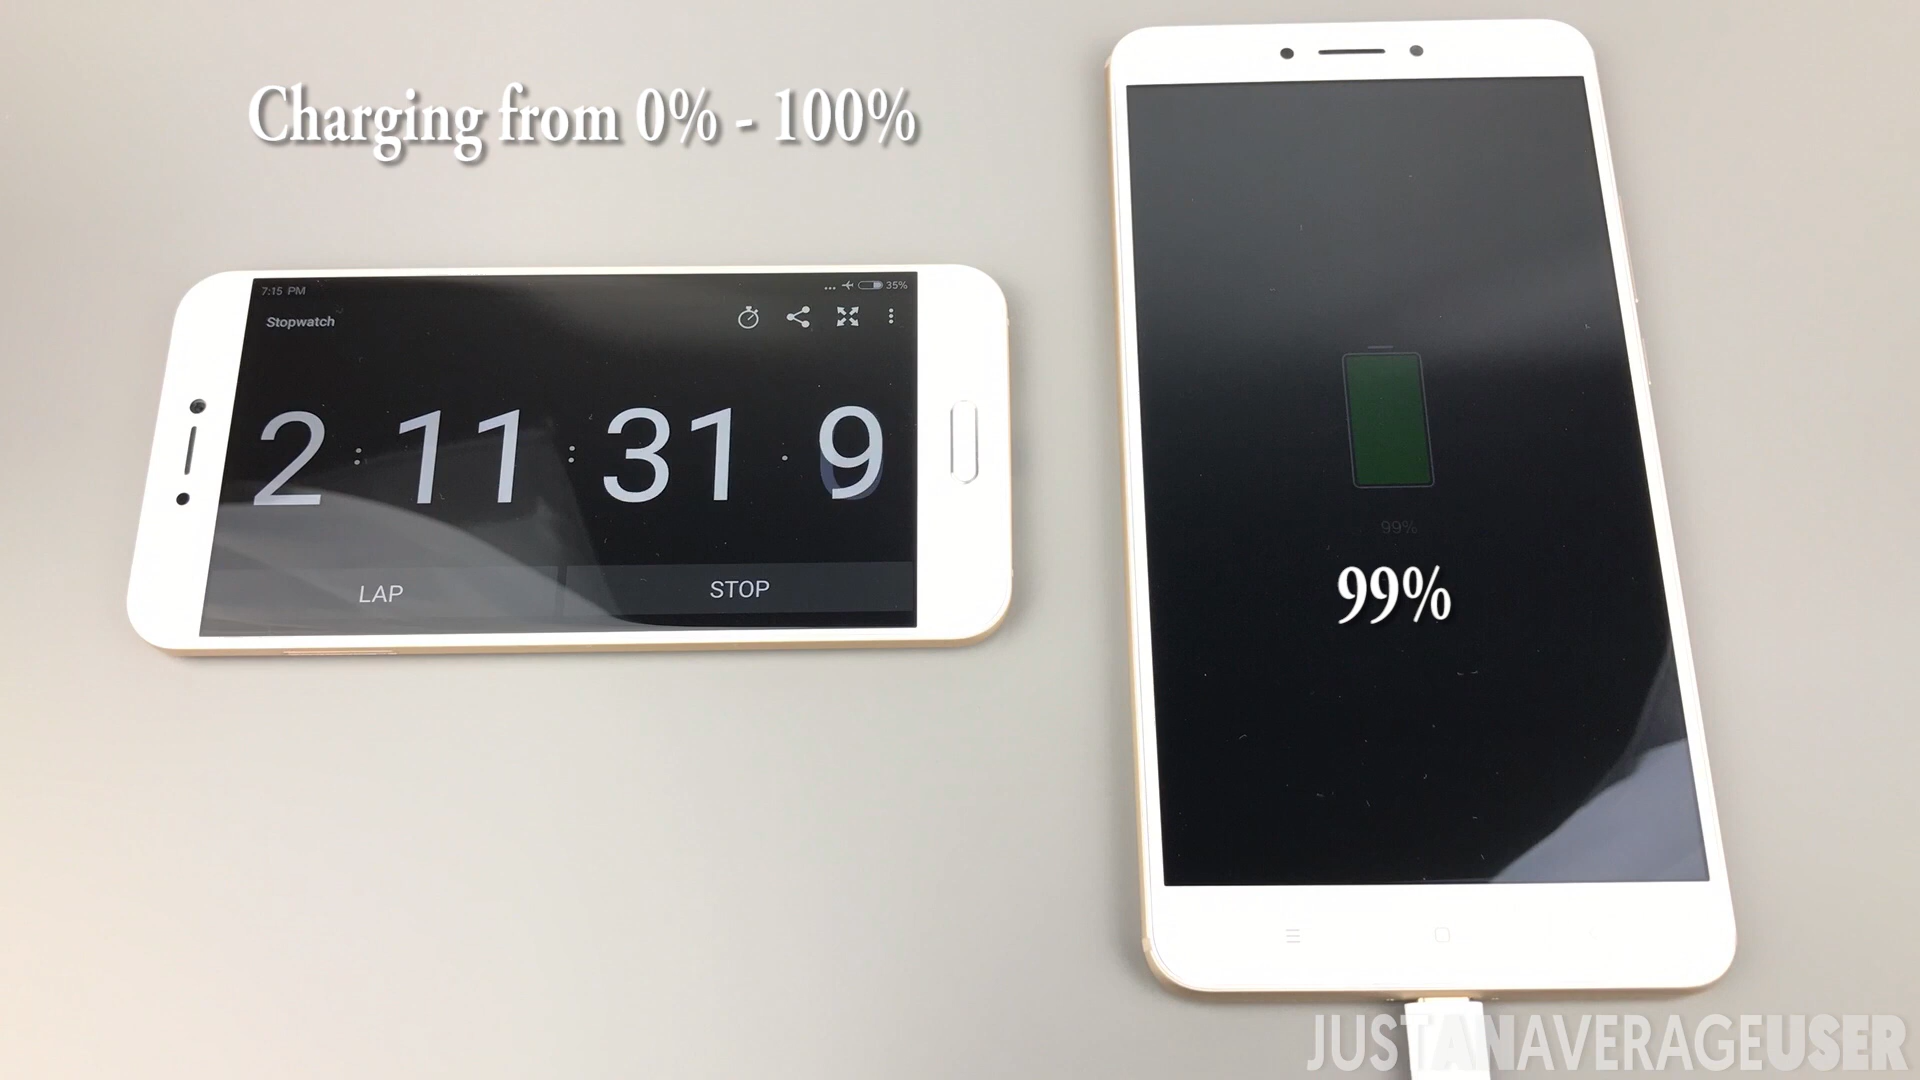 Charging from 0% - 100%
7:15 PM
... 35%
Stopwatch
2 : 11 : 31 . 9
LAP
STOP
99%
99%
JUSTANAVERAGEUSER